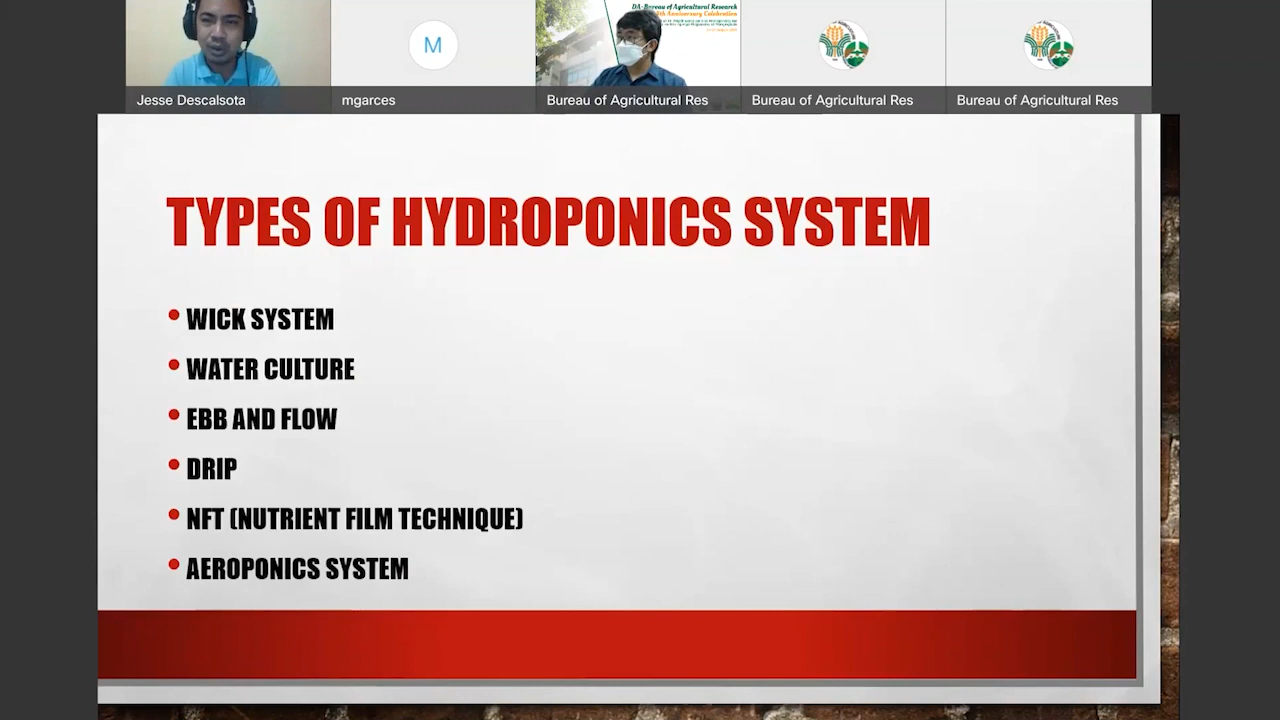 DA-Bureau of Agricultural Research
th Anniversary Celebration
Jesse Descalsota
M
mgarces
Bureau of Agricultural Res
Bureau of Agricultural Res
Bureau of Agricultural Res
TYPES OF HYDROPONICS SYSTEM
• WICK SYSTEM
• WATER CULTURE
• EBB AND FLOW
• DRIP
• NFT (NUTRIENT FILM TECHNIQUE)
• AEROPONICS SYSTEM